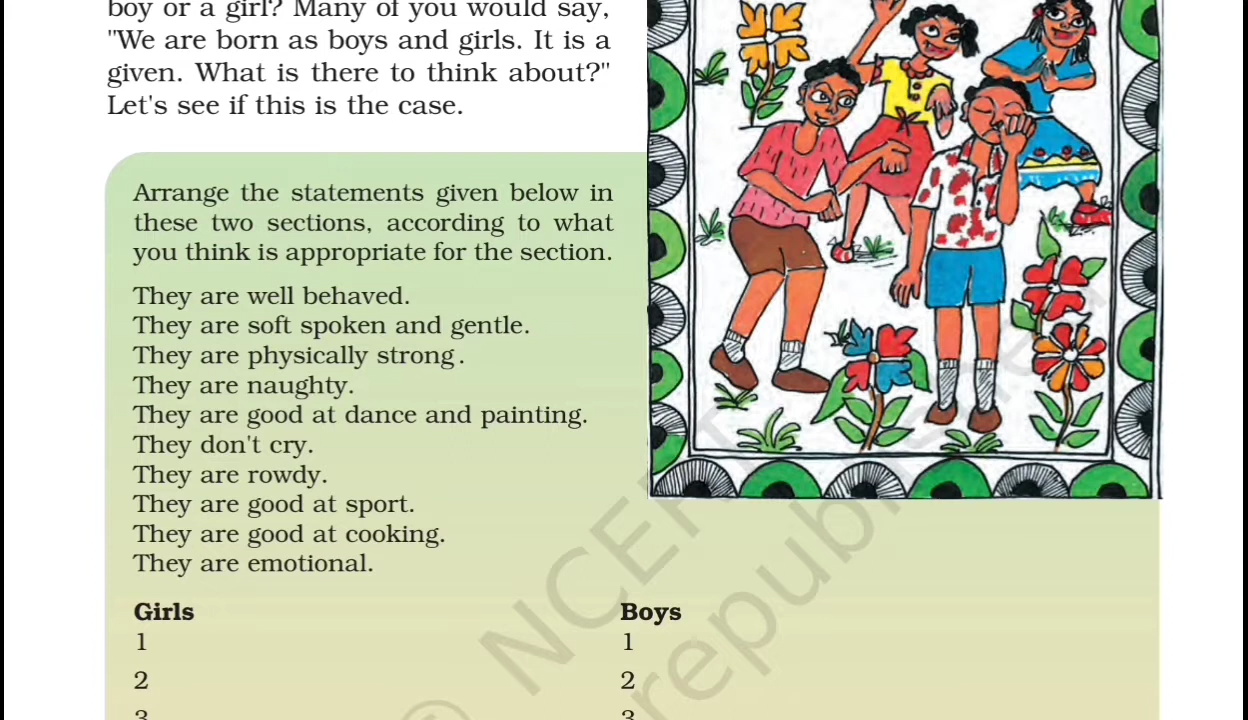 boy or a girl? Many of you would say,
"We are born as boys and girls. It is a
given. What is there to think about?"
Let's see if this is the case.
Arrange the statements given below in
these two sections, according to what
you think is appropriate for the section.
They are well behaved.
They are soft spoken and gentle.
They are physically strong.
They are naughty.
They are good at dance and painting.
They don't cry.
They are rowdy.
They are good at sport.
They are good at cooking.
They are emotional.
Girls
1
2
3
Boys
1
2
3
© NCERT
republished